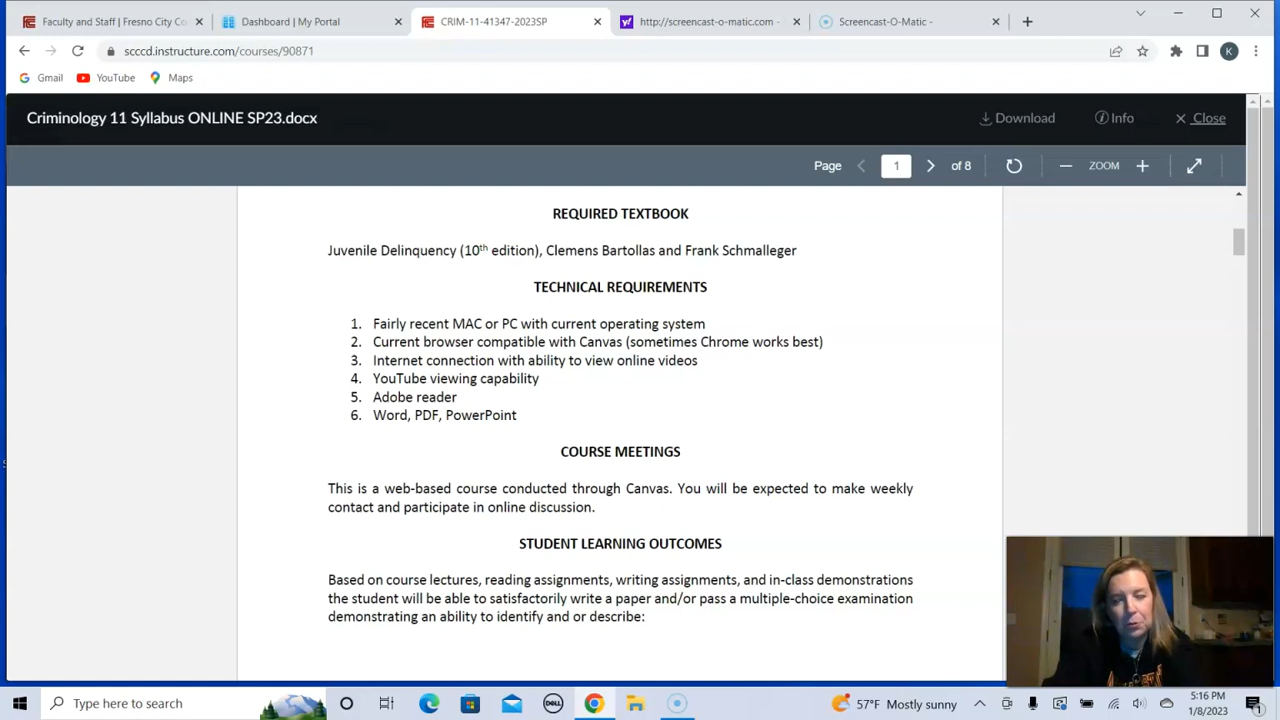 Faculty and Staff | Fresno City Co
Dashboard | My Portal
CRIM-11-41347-2023SP
http://screencast-o-matic.com -
Screencast-O-Matic -
scccd.instructure.com/courses/90871
K
Gmail YouTube Maps
Criminology 11 Syllabus ONLINE SP23.docx
Download Info Close
Page 1 of 8 ZOOM
REQUIRED TEXTBOOK
Juvenile Delinquency (10th edition), Clemens Bartollas and Frank Schmalleger
TECHNICAL REQUIREMENTS
1. Fairly recent MAC or PC with current operating system
2. Current browser compatible with Canvas (sometimes Chrome works best)
3. Internet connection with ability to view online videos
4. YouTube viewing capability
5. Adobe reader
6. Word, PDF, PowerPoint
COURSE MEETINGS
This is a web-based course conducted through Canvas. You will be expected to make weekly
contact and participate in online discussion.
STUDENT LEARNING OUTCOMES
Based on course lectures, reading assignments, writing assignments, and in-class demonstrations
the student will be able to satisfactorily write a paper and/or pass a multiple-choice examination
demonstrating an ability to identify and or describe:
Type here to search
DELL
57°F Mostly sunny
5:16 PM
1/8/2023
1